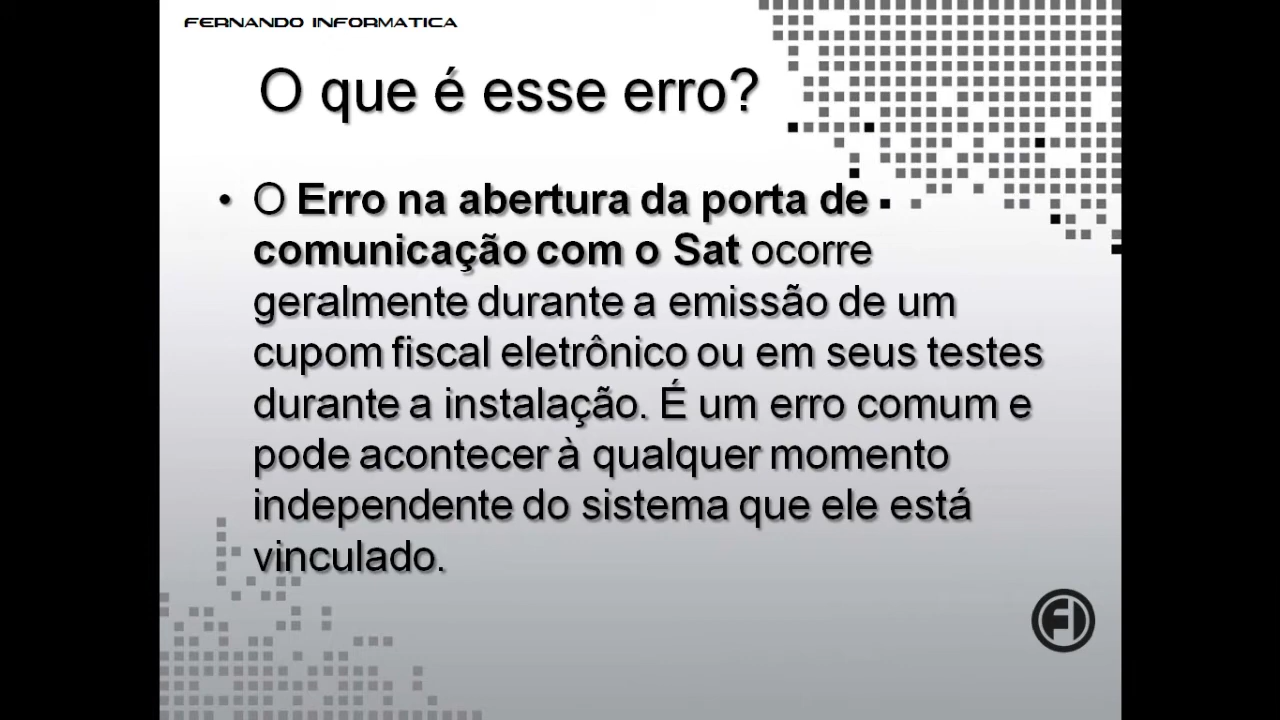 FERNANDO INFORMATICA
O que é esse erro?
• O Erro na abertura da porta de
comunicação com o Sat ocorre
geralmente durante a emissão de um
cupom fiscal eletrônico ou em seus testes
durante a instalação. É um erro comum e
pode acontecer à qualquer momento
independente do sistema que ele está
vinculado.
FI